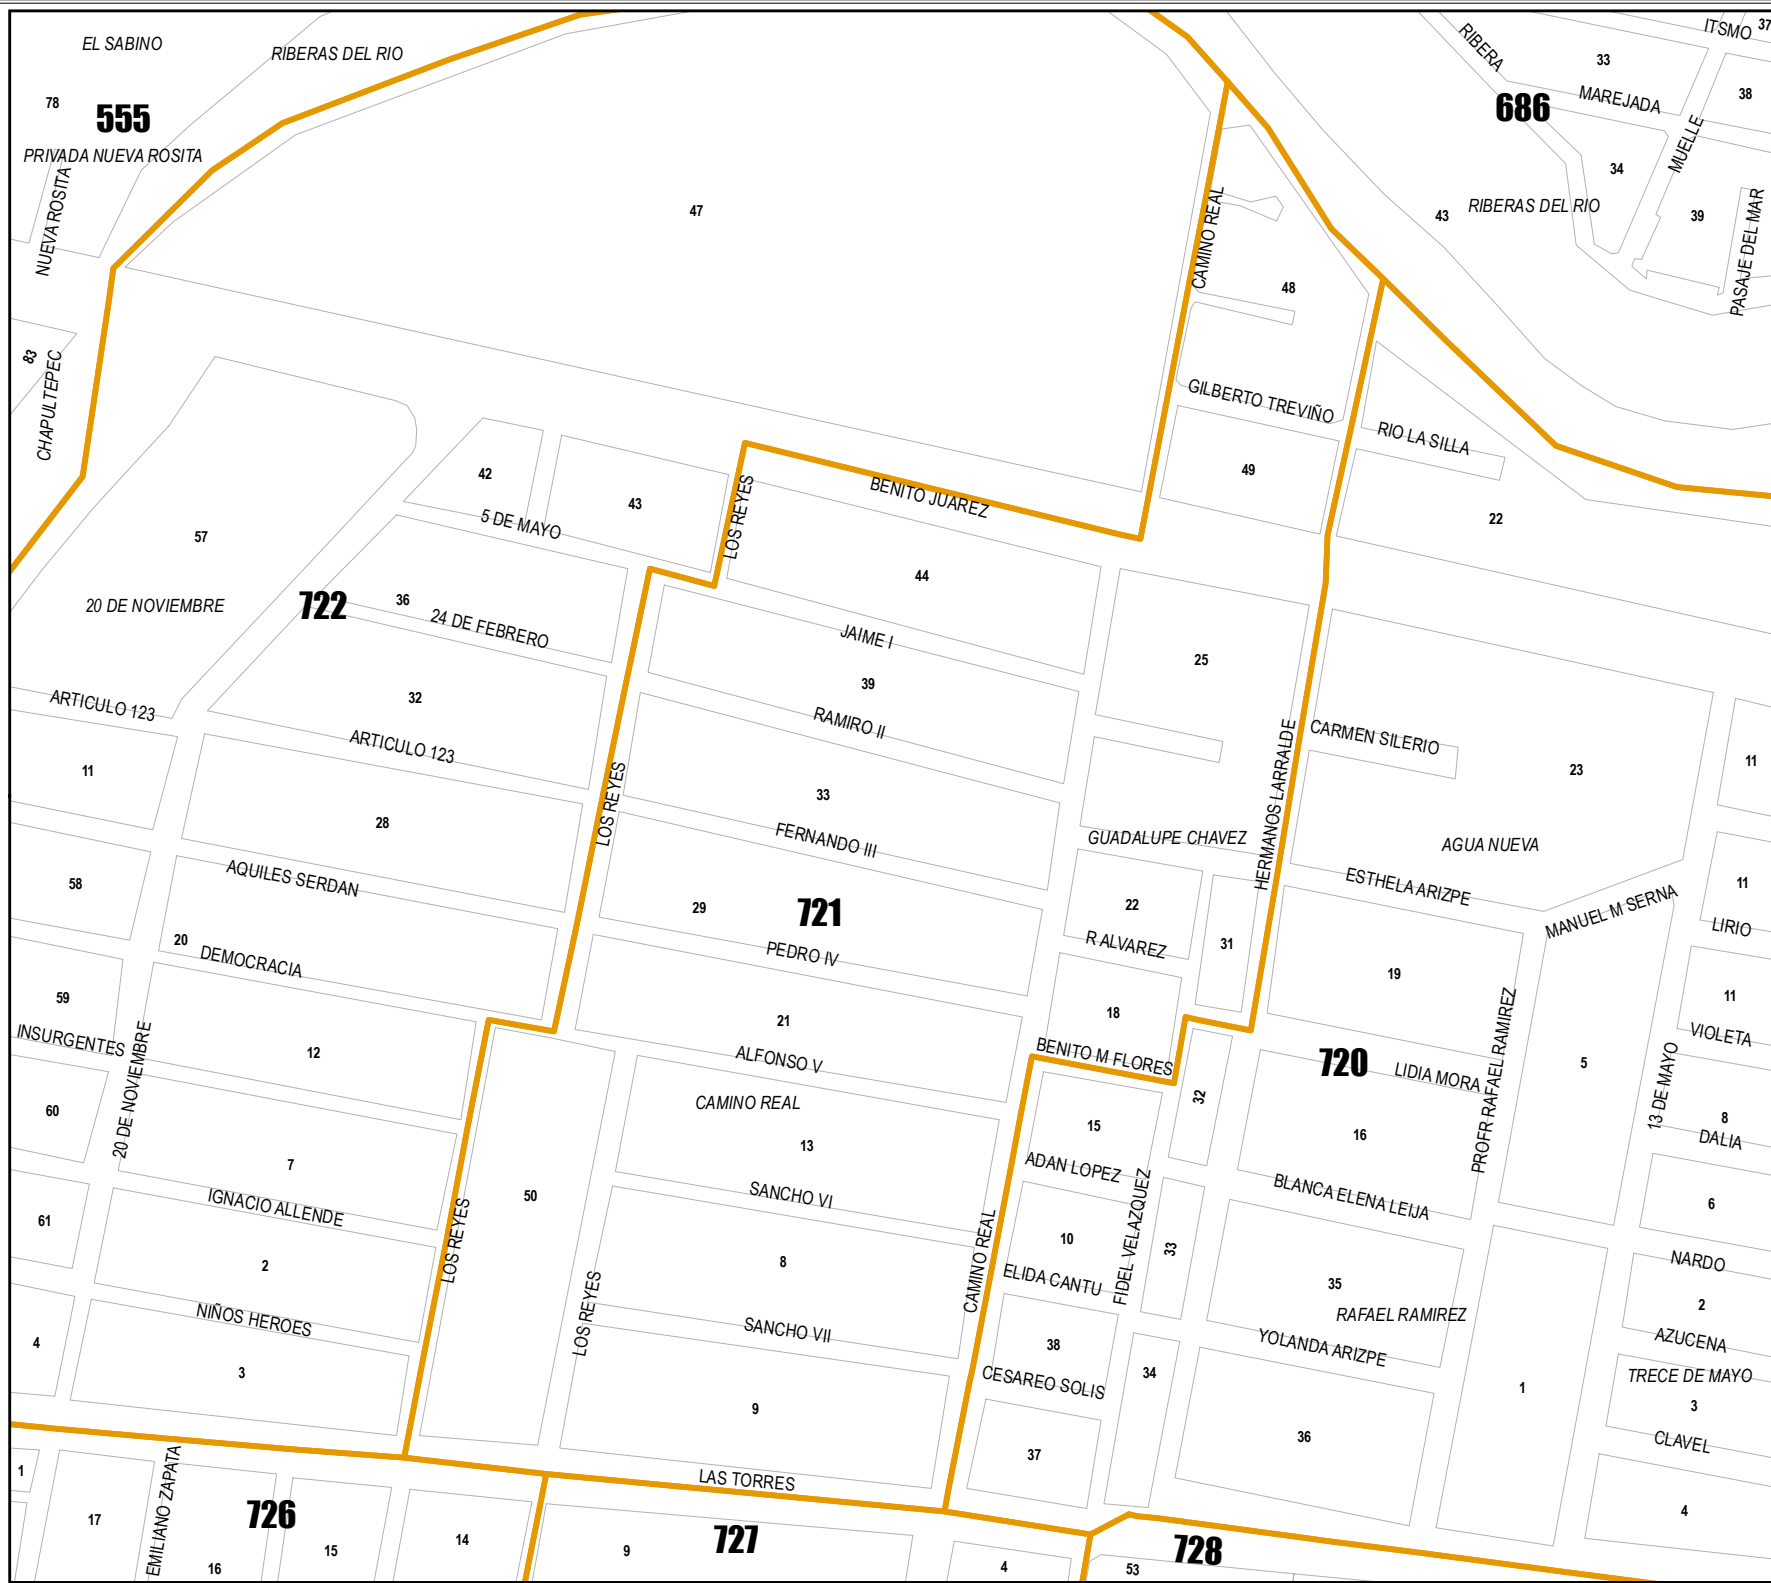 EL SABINO
RIBERAS DEL RIO
78
555
PRIVADA NUEVA ROSITA
NUEVA ROSITA
83
CHAPULTEPEC
47
CAMINO REAL
48
GILBERTO TREVIÑO
49
RIBERA
33
ITSMO
37
MAREJADA
38
686
MUELLE
34
43
RIBERAS DEL RIO
39
PASAJE DEL MAR
RIO LA SILLA
22
42
43
5 DE MAYO
LOS REYES
BENITO JUAREZ
57
44
20 DE NOVIEMBRE
722
36
24 DE FEBRERO
JAIME I
25
32
39
RAMIRO II
ARTICULO 123
ARTICULO 123
HERMANOS LARRALDE
CARMEN SILERIO
23
11
11
28
LOS REYES
33
FERNANDO III
GUADALUPE CHAVEZ
AGUA NUEVA
58
AQUILES SERDAN
ESTHELA ARIZPE
11
29
721
22
MANUEL M SERNA
LIRIO
20
DEMOCRACIA
PEDRO IV
R ALVAREZ
31
19
59
11
INSURGENTES
20 DE NOVIEMBRE
12
21
18
PROFR RAFAEL RAMIREZ
VIOLETA
ALFONSO V
BENITO M FLORES
720
LIDIA MORA
5
13 DE MAYO
60
CAMINO REAL
32
8
DALIA
7
13
15
16
50
ADAN LOPEZ
BLANCA ELENA LEIJA
61
IGNACIO ALLENDE
SANCHO VI
6
LOS REYES
CAMINO REAL
10
FIDEL VELAZQUEZ
33
NARDO
2
8
ELIDA CANTU
35
2
NIÑOS HEROES
LOS REYES
SANCHO VII
RAFAEL RAMIREZ
AZUCENA
4
38
YOLANDA ARIZPE
3
CESAREO SOLIS
34
1
TRECE DE MAYO
3
9
36
CLAVEL
37
1
LAS TORRES
17
EMILIANO ZAPATA
726
4
14
727
728
15
9
16
4
53